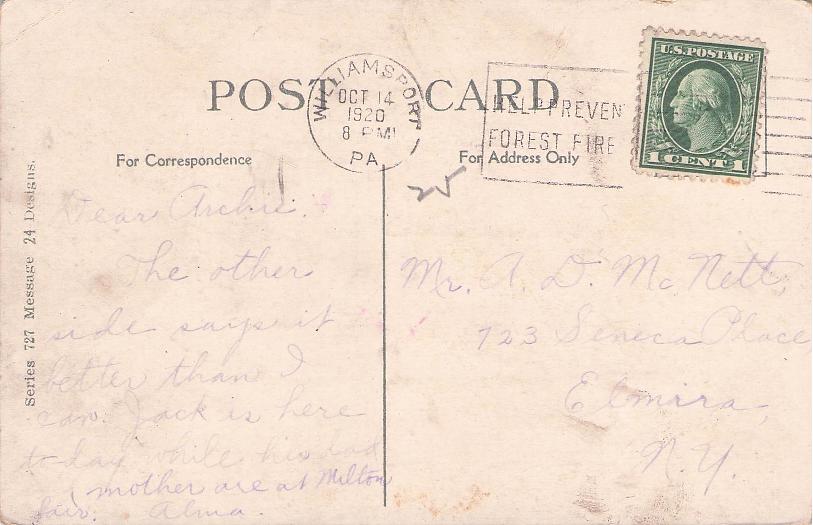 POST CARD
WILLIAMSPORT
OCT 14
1920
8 PM
PA.
HELP PREVENT
FOREST FIRE
U.S. POSTAGE
1 CENT 1
For Correspondence
For Address Only
25
Series 727 Message 24 Designs.
Dear Archie.
The other
side says it
better than I
can. Jack is here
to-day while his dad
mother are at Milton
fair. Alma.
Mr. A. D. McNett,
723 Seneca Place,
Elmira,
N.Y.